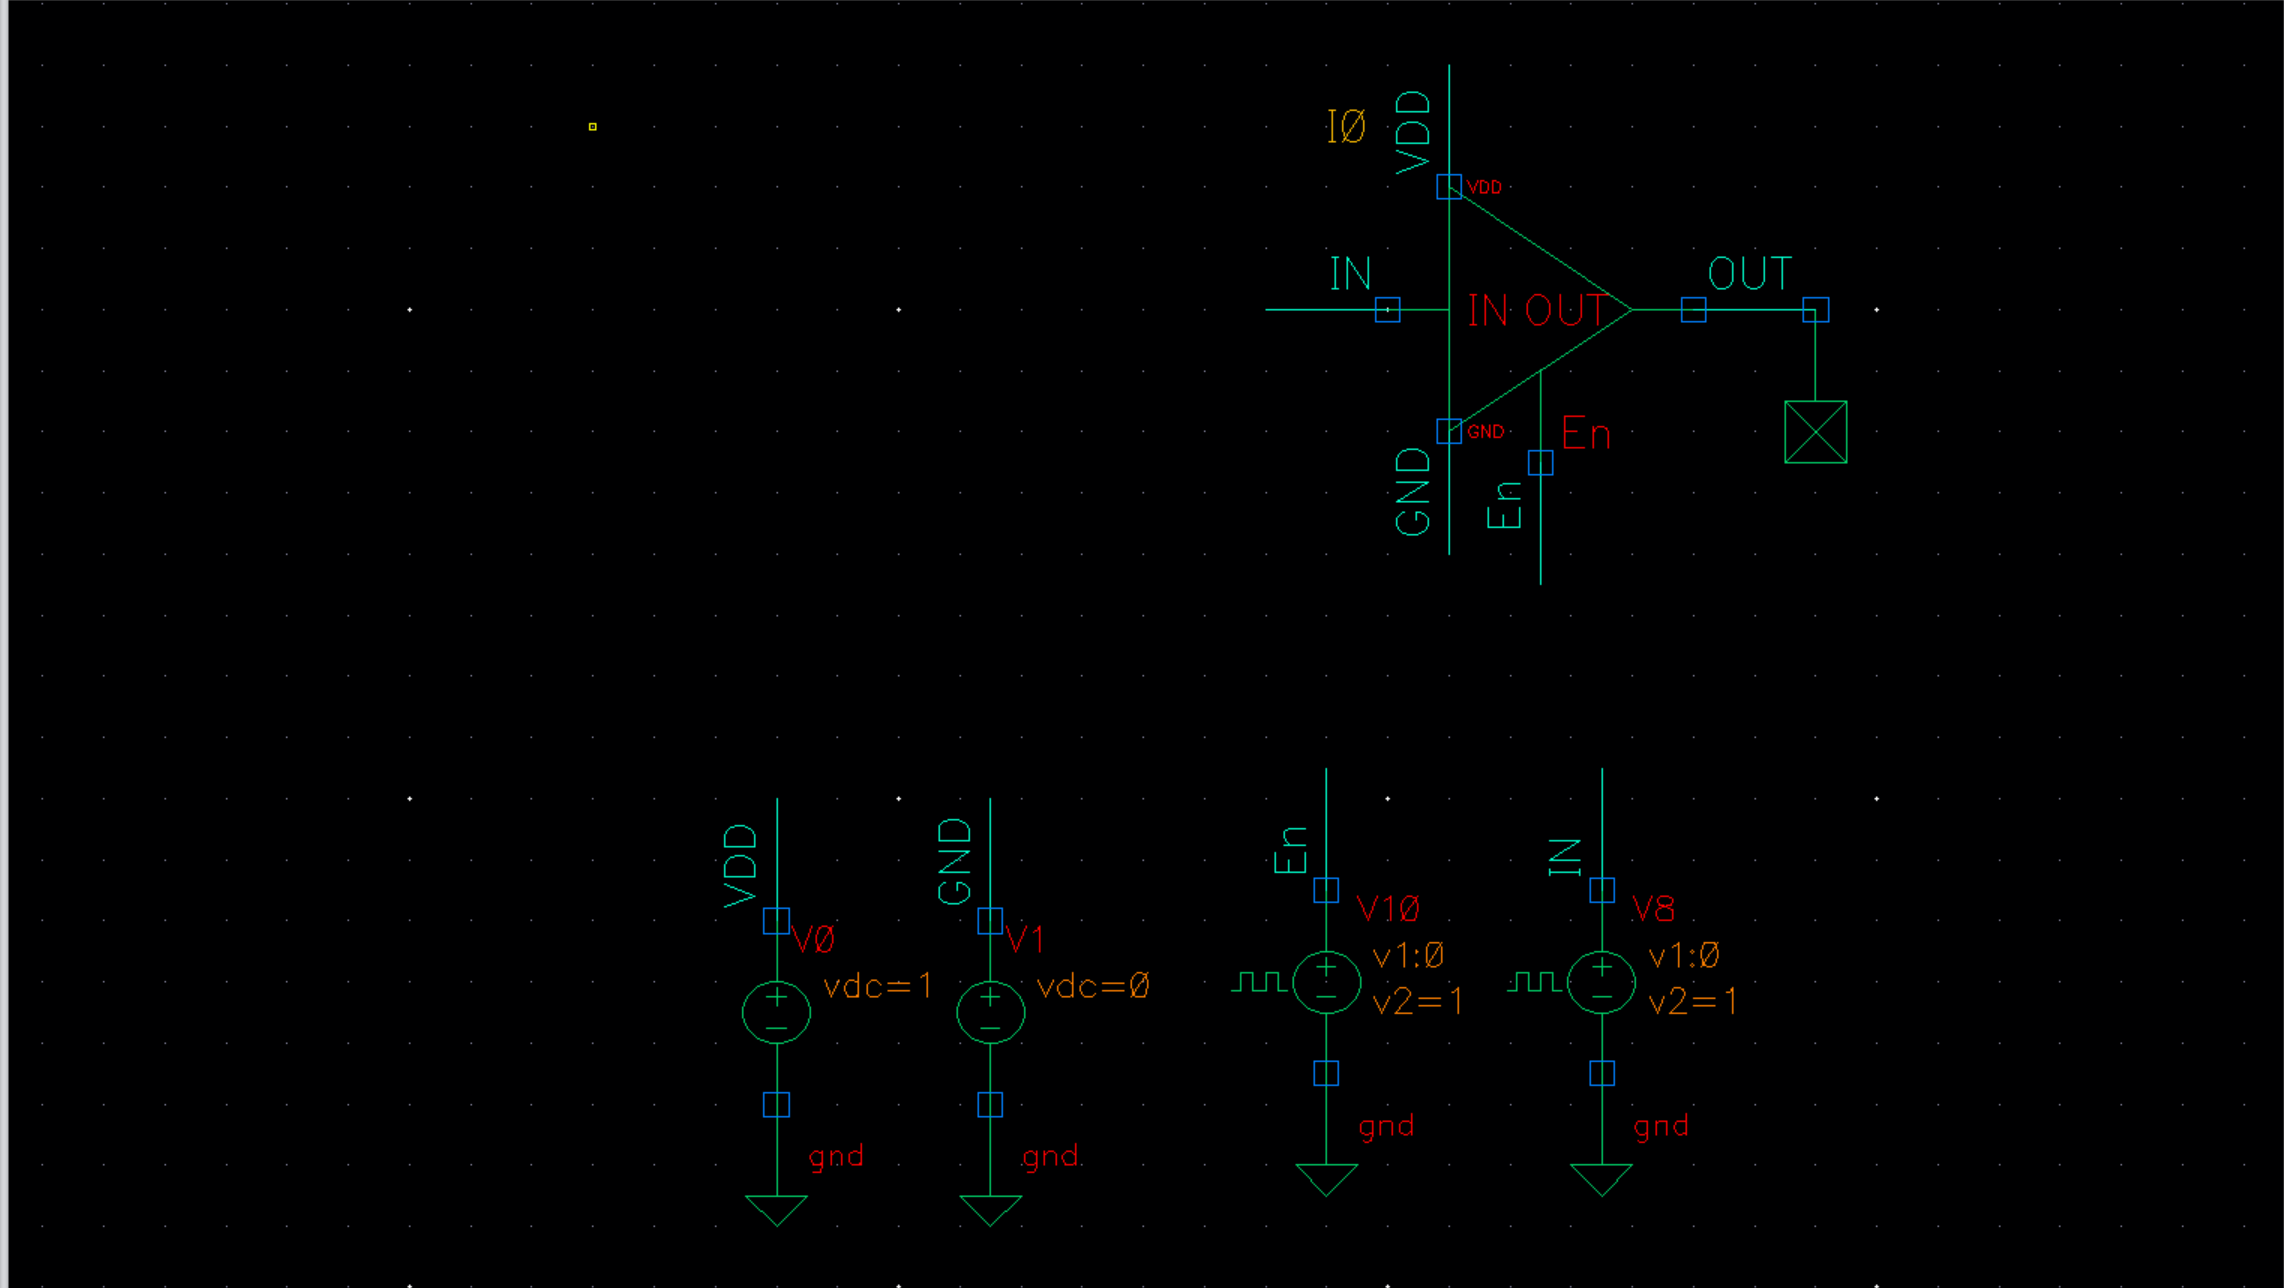 IØ
VDD
VDD
IN
IN OUT
OUT
GND
GND
En
En
VDD
GND
En
IN
VØ
V1
V1Ø
V8
vdc=1
vdc=Ø
v1:Ø
v2=1
v1:Ø
v2=1
gnd
gnd
gnd
gnd